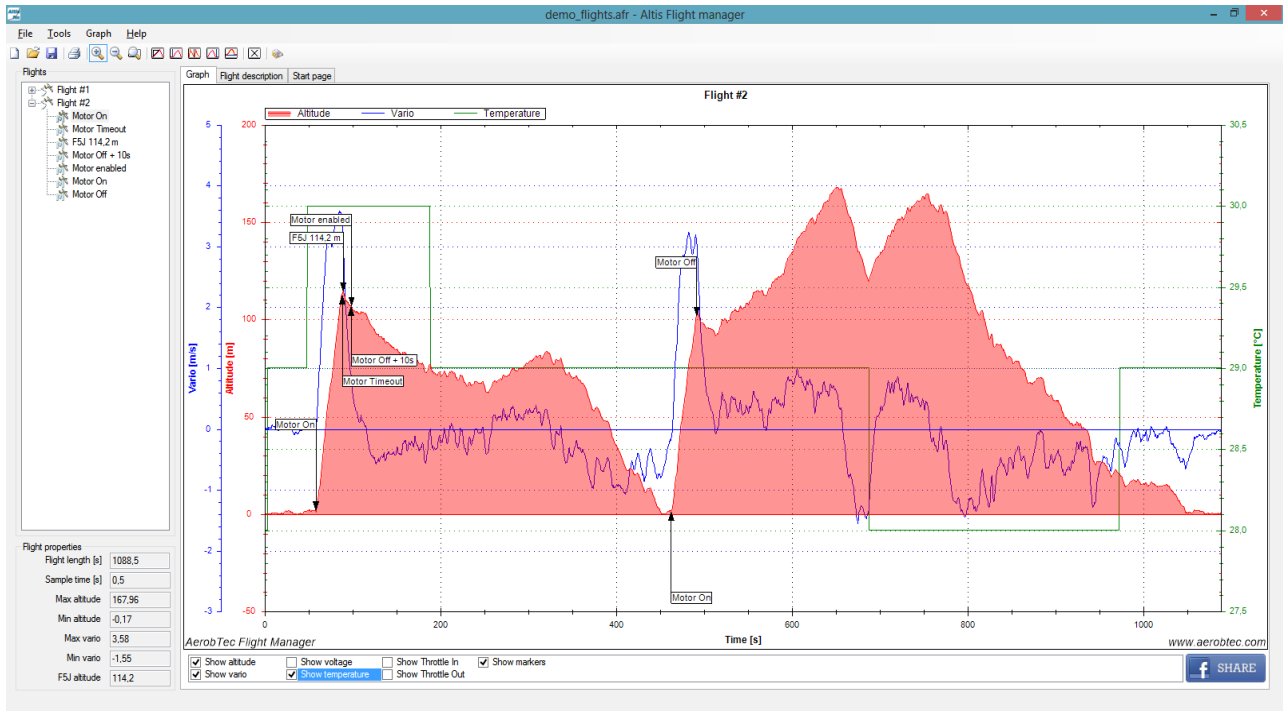 demo_flights.afr - Altis Flight manager
File Tools Graph Help
Flights
Flight #1
Flight #2
Motor On
Motor Timeout
F5J 114,2 m
Motor Off + 10s
Motor enabled
Motor On
Motor Off
Flight properties
Flight length [s] 1088,5
Sample time [s] 0,5
Max altitude 167,96
Min altitude -0,17
Max vario 3,58
Min vario -1,55
F5J altitude 114,2
Graph Flight description Start page
Flight #2
Altitude Vario Temperature
5 200 30,5
4 30,0
150
3
29,5
2
100
1 29,0
50
0
28,5
-1
0 28,0
-2
-3 -50 27,5
Vario [m/s]
Altitude [m]
Temperature [°C]
Motor enabled
F5J 114,2 m
Motor Off
Motor Off + 10s
Motor Timeout
Motor On
Motor On
0 200 400 600 800 1000
Time [s]
AerobTec Flight Manager
www.aerobtec.com
Show altitude Show voltage Show Throttle In Show markers
Show vario Show temperature Show Throttle Out
f SHARE